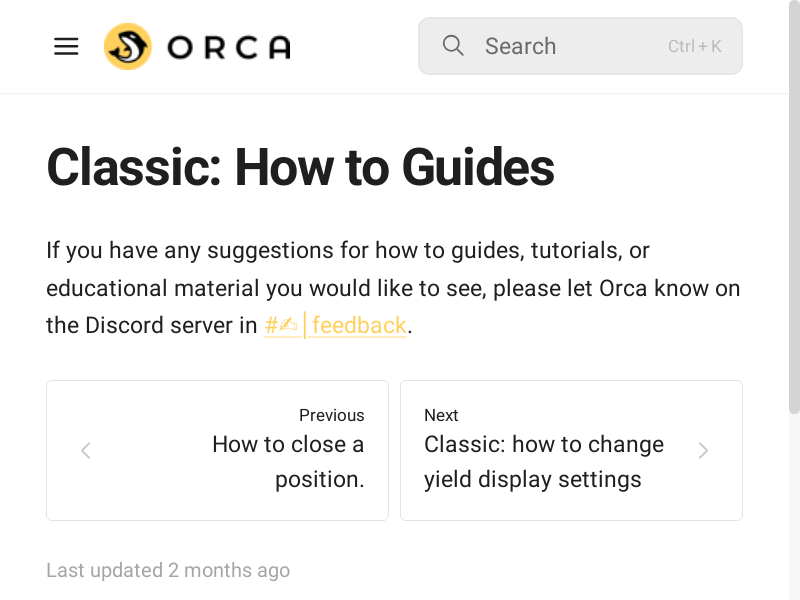 ORCA
Search
Ctrl + K
Classic: How to Guides
If you have any suggestions for how to guides, tutorials, or
educational material you would like to see, please let Orca know on
the Discord server in #✍│feedback.
Previous
How to close a
position.
Next
Classic: how to change
yield display settings
Last updated 2 months ago